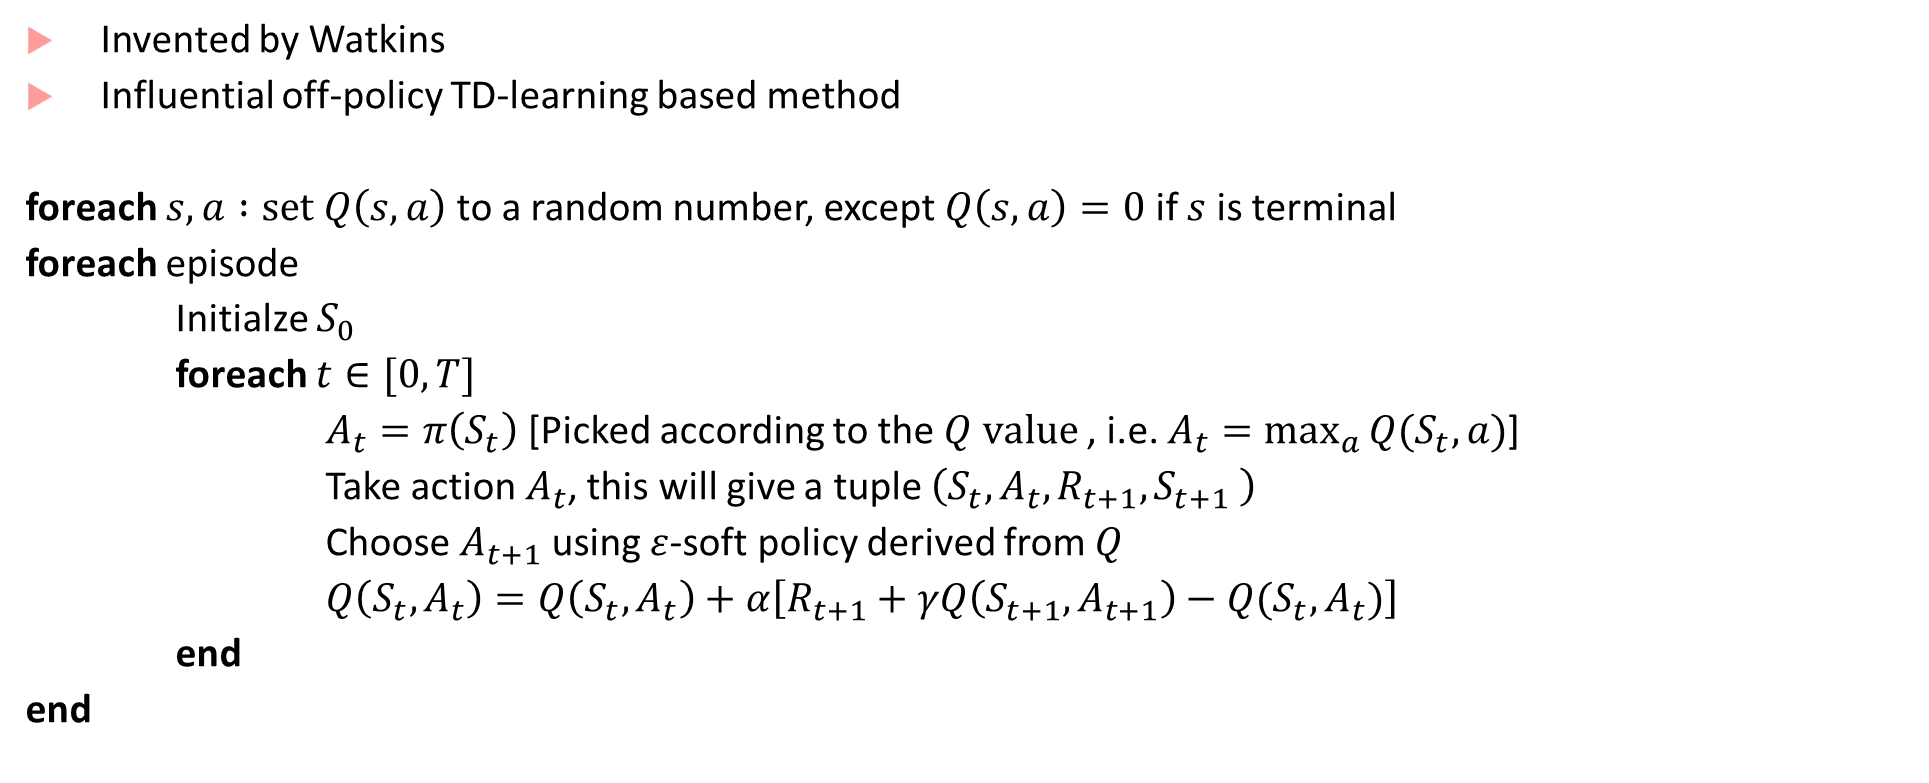 ▶ Invented by Watkins
▶ Influential off-policy TD-learning based method
foreach s, a : set Q(s, a) to a random number, except Q(s, a) = 0 if s is terminal
foreach episode
Initialze S₀
foreach t ∈ [0, T]
Aₜ = π(Sₜ) [Picked according to the Q value , i.e. Aₜ = maxₐ Q(Sₜ, a)]
Take action Aₜ, this will give a tuple (Sₜ, Aₜ, Rₜ₊₁, Sₜ₊₁ )
Choose Aₜ₊₁ using ε-soft policy derived from Q
Q(Sₜ, Aₜ) = Q(Sₜ, Aₜ) + α[Rₜ₊₁ + γQ(Sₜ₊₁, Aₜ₊₁) − Q(Sₜ, Aₜ)]
end
end